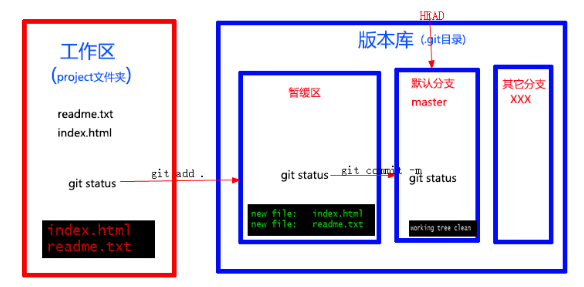 HEAD
工作区
(project文件夹)
readme.txt
index.html
git status
index.html
readme.txt
git add .
版本库 (.git目录)
暂缓区
git status
new file: index.html
new file: readme.txt
git commit -m
默认分支
master
git status
working tree clean
其它分支
XXX